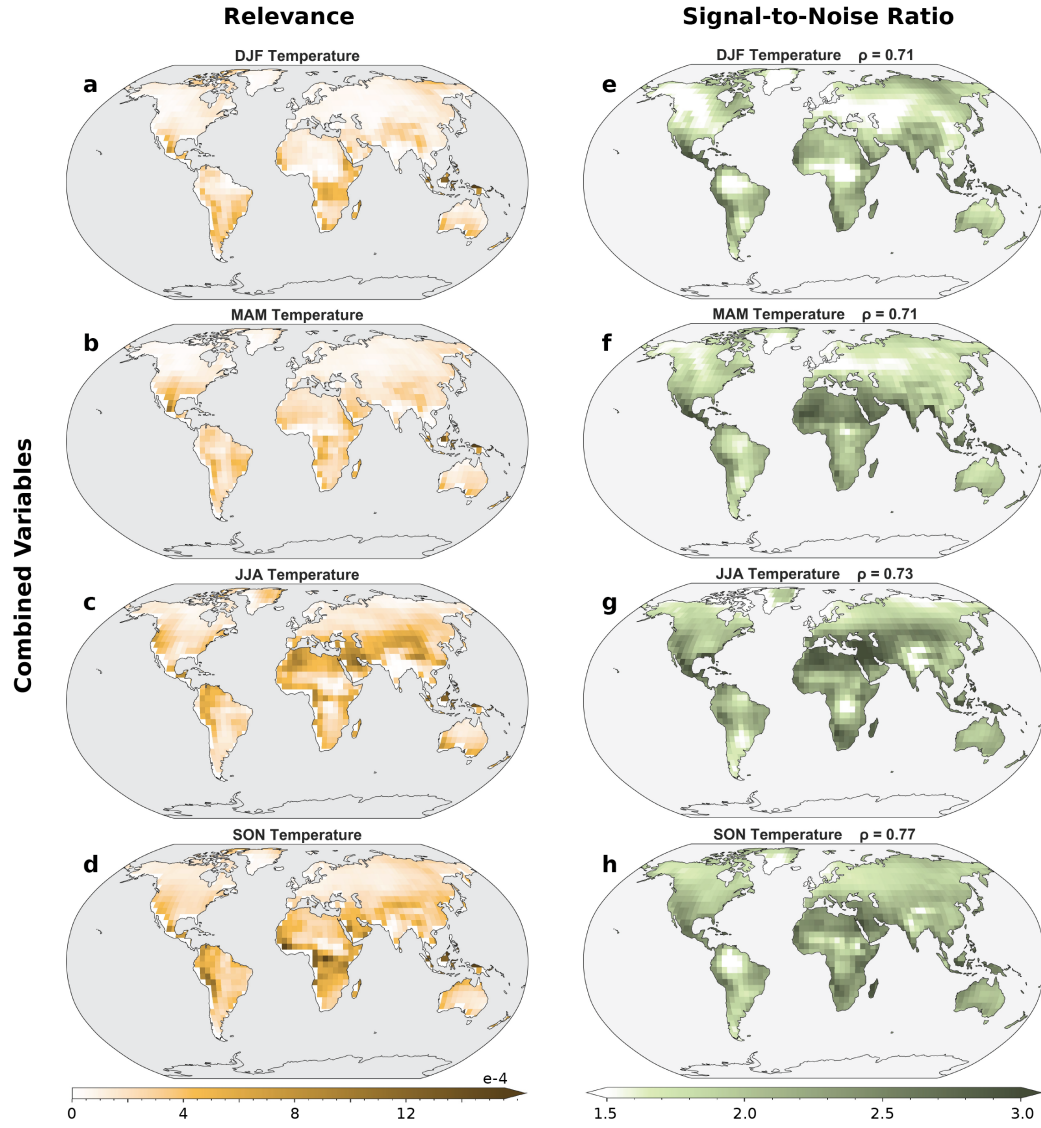 Relevance
Signal-to-Noise Ratio
DJF Temperature
DJF Temperature ρ = 0.71
a
e
MAM Temperature
MAM Temperature ρ = 0.71
b
f
Combined Variables
JJA Temperature
JJA Temperature ρ = 0.73
c
g
SON Temperature
SON Temperature ρ = 0.77
d
h
e-4
0 4 8 12
1.5 2.0 2.5 3.0